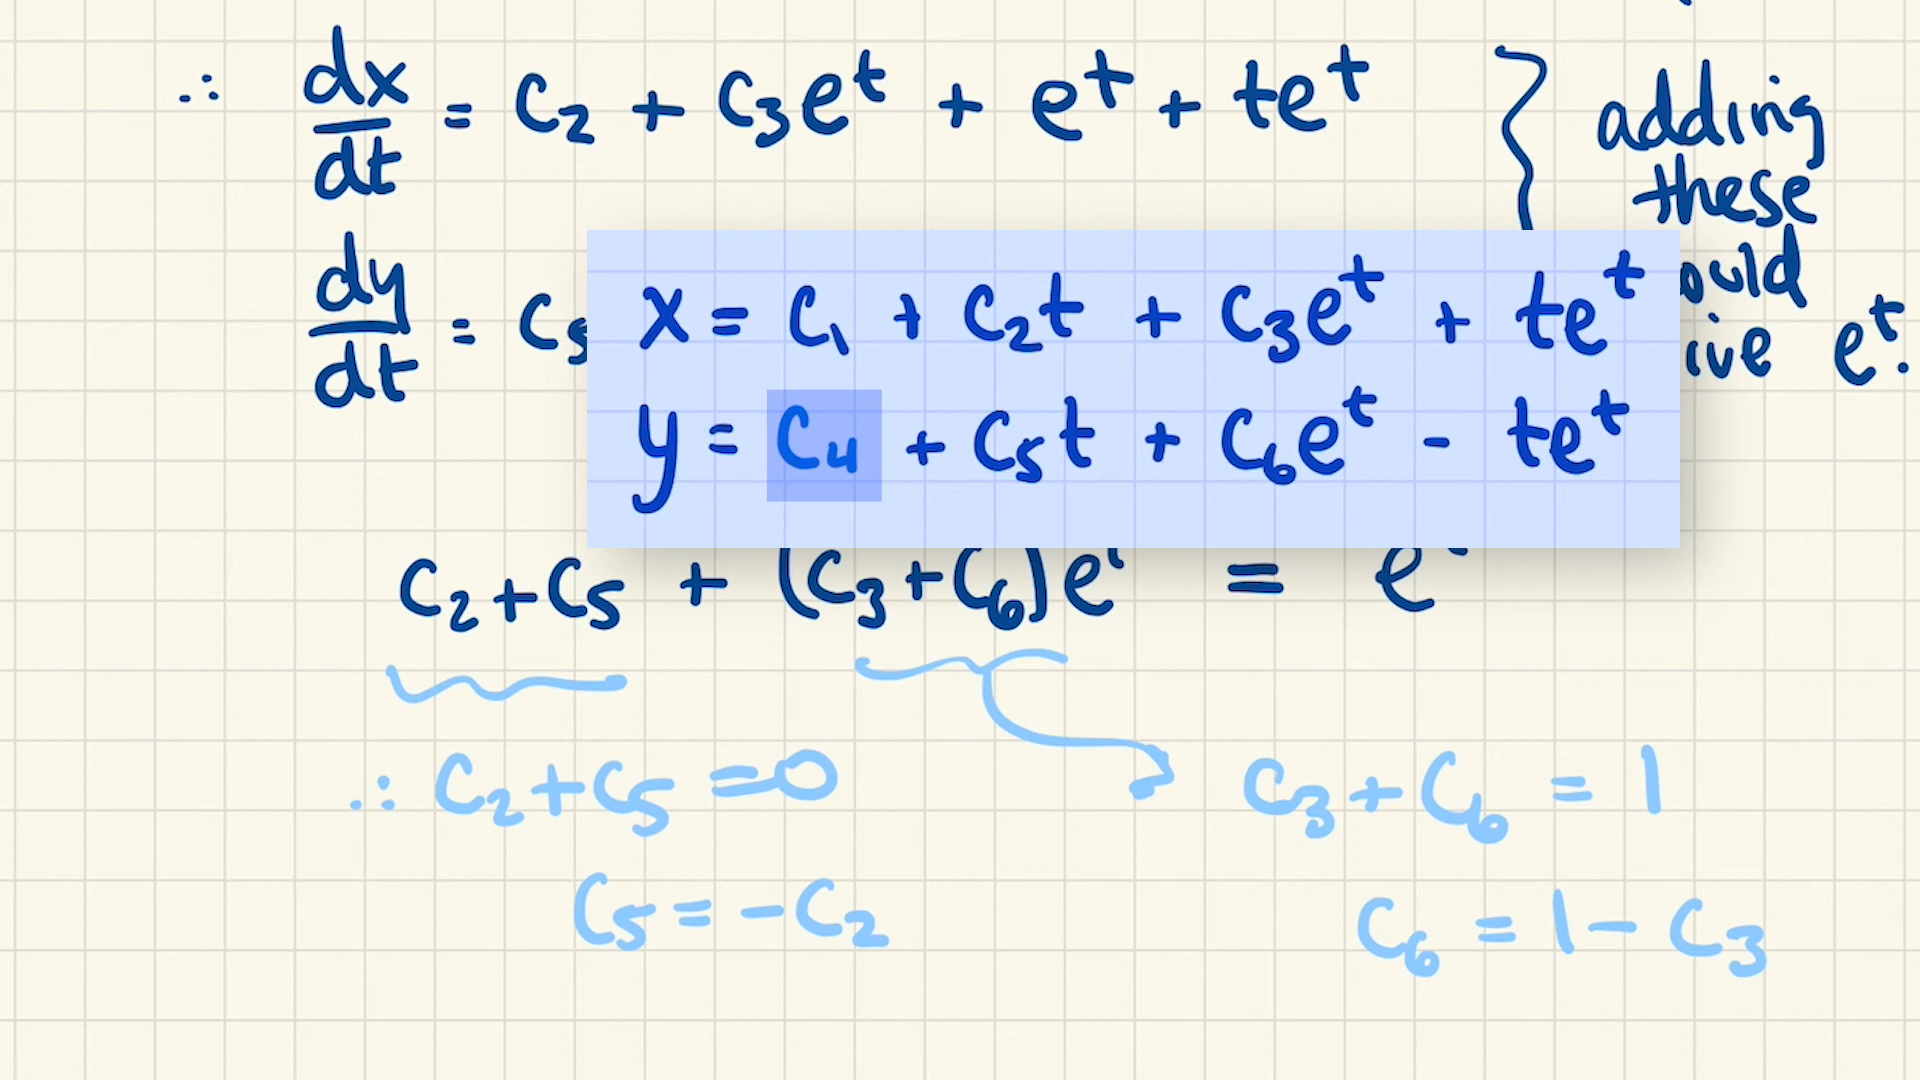 ∴ dx/dt = c₂ + c₃eᵗ + eᵗ + teᵗ
adding
these
dy/dt = c₅
ive eᵗ.
x = c₁ + c₂t + c₃eᵗ + teᵗ
y = c₄ + c₅t + c₆eᵗ - teᵗ
c₂+c₅ + (c₃+c₆)eᵗ = e
∴ c₂+c₅ =0
c₃+c₆ = 1
c₅ = -c₂
c₆ = 1- c₃